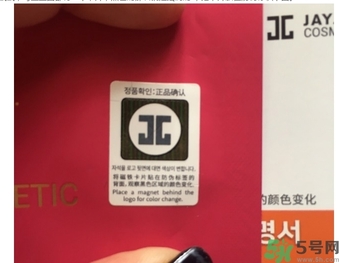 정품확인:正品确认
JAY
COSM
자석을 로고 뒷면에 대면 색상이 변합니다.
将磁铁卡片贴在防伪标签的
背面,观察黑色区域的颜色变化。
Place a magnet behind the
logo for color change.
ETIC
的颜色变化
명서
5号网